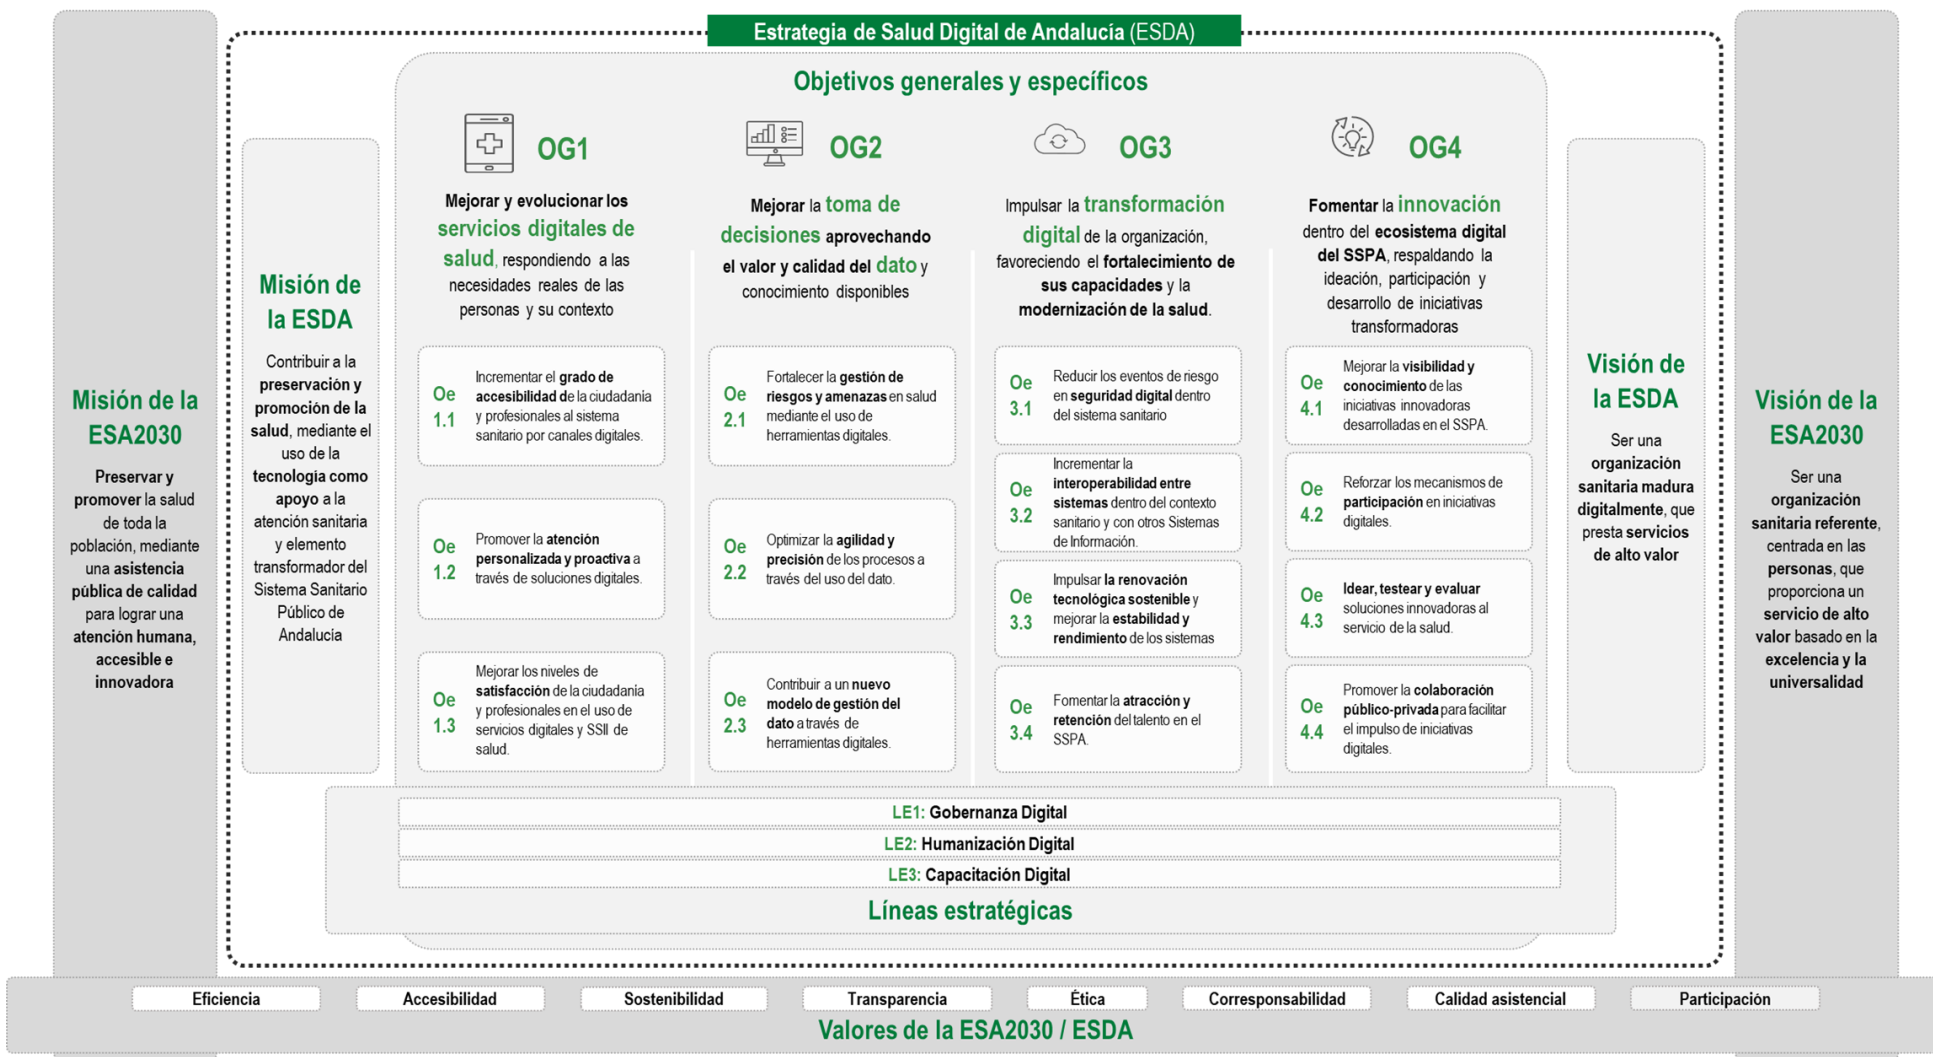 Estrategia de Salud Digital de Andalucía (ESDA)
Objetivos generales y específicos
Misión de la
ESA2030
Preservar y
promover la salud
de toda la
población, mediante
una asistencia
pública de calidad
para lograr una
atención humana,
accesible e
innovadora
Misión de
la ESDA
Contribuir a la
preservación y
promoción de la
salud, mediante el
uso de la
tecnología como
apoyo a la
atención sanitaria
y elemento
transformador del
Sistema Sanitario
Público de
Andalucía
OG1
Mejorar y evolucionar los
servicios digitales de
salud, respondiendo a las
necesidades reales de las
personas y su contexto
Oe
1.1
Incrementar el grado de
accesibilidad de la ciudadanía
y profesionales al sistema
sanitario por canales digitales.
Oe
1.2
Promover la atención
personalizada y proactiva a
través de soluciones digitales.
Oe
1.3
Mejorar los niveles de
satisfacción de la ciudadanía
y profesionales en el uso de
servicios digitales y SSII de
salud.
OG2
Mejorar la toma de
decisiones aprovechando
el valor y calidad del dato y
conocimiento disponibles
Oe
2.1
Fortalecer la gestión de
riesgos y amenazas en salud
mediante el uso de
herramientas digitales.
Oe
2.2
Optimizar la agilidad y
precisión de los procesos a
través del uso del dato.
Oe
2.3
Contribuir a un nuevo
modelo de gestión del
dato a través de
herramientas digitales.
OG3
Impulsar la transformación
digital de la organización,
favoreciendo el fortalecimiento de
sus capacidades y la
modernización de la salud.
Oe
3.1
Reducir los eventos de riesgo
en seguridad digital dentro
del sistema sanitario
Oe
3.2
Incrementar la
interoperabilidad entre
sistemas dentro del contexto
sanitario y con otros Sistemas
de Información.
Oe
3.3
Impulsar la renovación
tecnológica sostenible y
mejorar la estabilidad y
rendimiento de los sistemas
Oe
3.4
Fomentar la atracción y
retención del talento en el
SSPA.
OG4
Fomentar la innovación
dentro del ecosistema digital
del SSPA, respaldando la
ideación, participación y
desarrollo de iniciativas
transformadoras
Oe
4.1
Mejorar la visibilidad y
conocimiento de las
iniciativas innovadoras
desarrolladas en el SSPA.
Oe
4.2
Reforzar los mecanismos de
participación en iniciativas
digitales.
Oe
4.3
Idear, testear y evaluar
soluciones innovadoras al
servicio de la salud.
Oe
4.4
Promover la colaboración
público-privada para facilitar
el impulso de iniciativas
digitales.
Visión de
la ESDA
Ser una
organización
sanitaria madura
digitalmente, que
presta servicios
de alto valor
Visión de la
ESA2030
Ser una
organización
sanitaria referente,
centrada en las
personas, que
proporciona un
servicio de alto
valor basado en la
excelencia y la
universalidad
LE1: Gobernanza Digital
LE2: Humanización Digital
LE3: Capacitación Digital
Líneas estratégicas
Eficiencia
Accesibilidad
Sostenibilidad
Transparencia
Ética
Corresponsabilidad
Calidad asistencial
Participación
Valores de la ESA2030 / ESDA